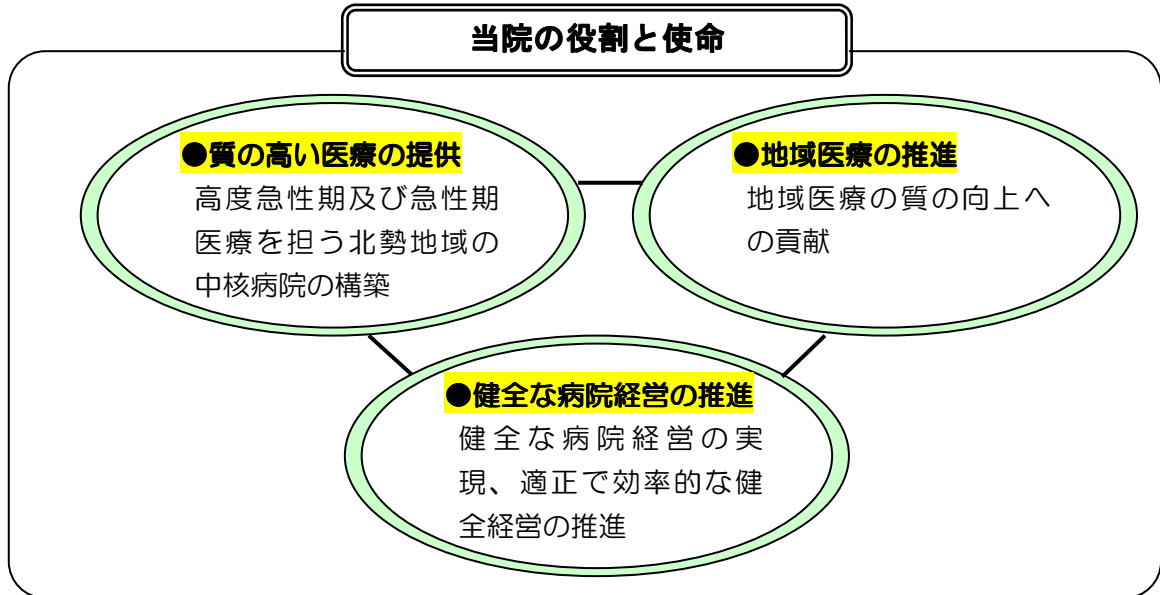 当院の役割と使命
●質の高い医療の提供
高度急性期及び急性期
医療を担う北勢地域の
中核病院の構築
●地域医療の推進
地域医療の質の向上へ
の貢献
●健全な病院経営の推進
健全な病院経営の実
現、適正で効率的な健
全経営の推進